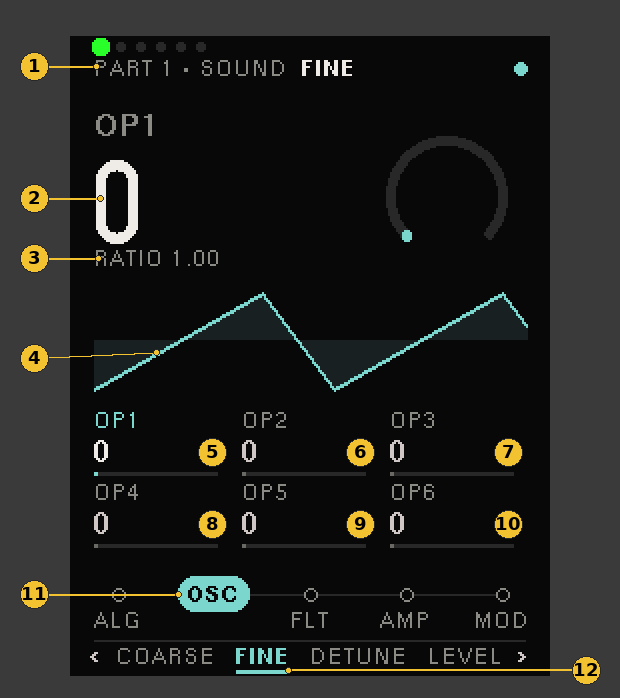 1 PART 1 · SOUND FINE
OP1
2 0
3 RATIO 1.00
4
OP1 OP2 OP3
0 5 0 6 0 7
OP4 OP5 OP6
0 8 0 9 0 10
11 OSC
ALG FLT AMP MOD
< COARSE FINE DETUNE LEVEL >
12